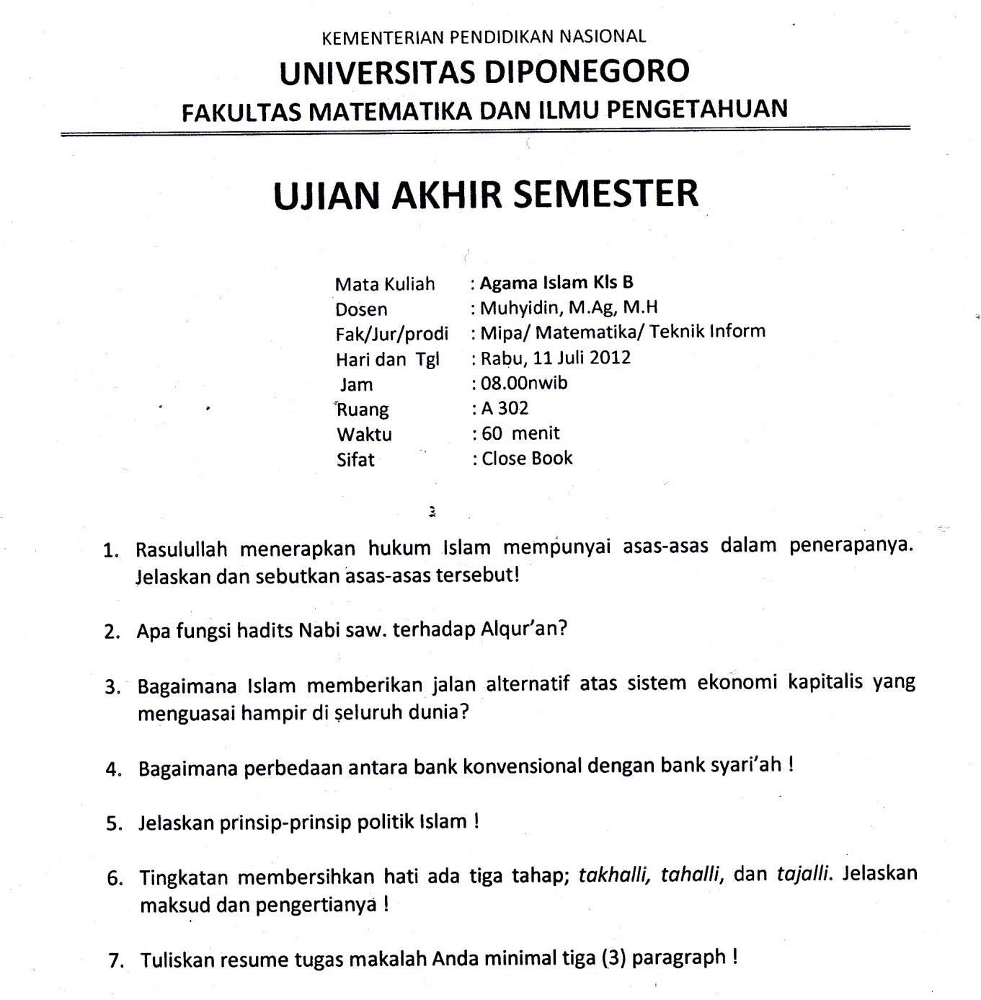 KEMENTERIAN PENDIDIKAN NASIONAL
UNIVERSITAS DIPONEGORO
FAKULTAS MATEMATIKA DAN ILMU PENGETAHUAN
UJIAN AKHIR SEMESTER
Mata Kuliah : Agama Islam Kls B
Dosen : Muhyidin, M.Ag, M.H
Fak/Jur/prodi : Mipa/ Matematika/ Teknik Inform
Hari dan Tgl : Rabu, 11 Juli 2012
Jam : 08.00nwib
Ruang : A 302
Waktu : 60 menit
Sifat : Close Book
1. Rasulullah menerapkan hukum Islam mempunyai asas-asas dalam penerapanya.
Jelaskan dan sebutkan asas-asas tersebut!
2. Apa fungsi hadits Nabi saw. terhadap Alqur'an?
3. Bagaimana Islam memberikan jalan alternatif atas sistem ekonomi kapitalis yang
menguasai hampir di seluruh dunia?
4. Bagaimana perbedaan antara bank konvensional dengan bank syari'ah !
5. Jelaskan prinsip-prinsip politik Islam !
6. Tingkatan membersihkan hati ada tiga tahap; takhalli, tahalli, dan tajalli. Jelaskan
maksud dan pengertianya !
7. Tuliskan resume tugas makalah Anda minimal tiga (3) paragraph !